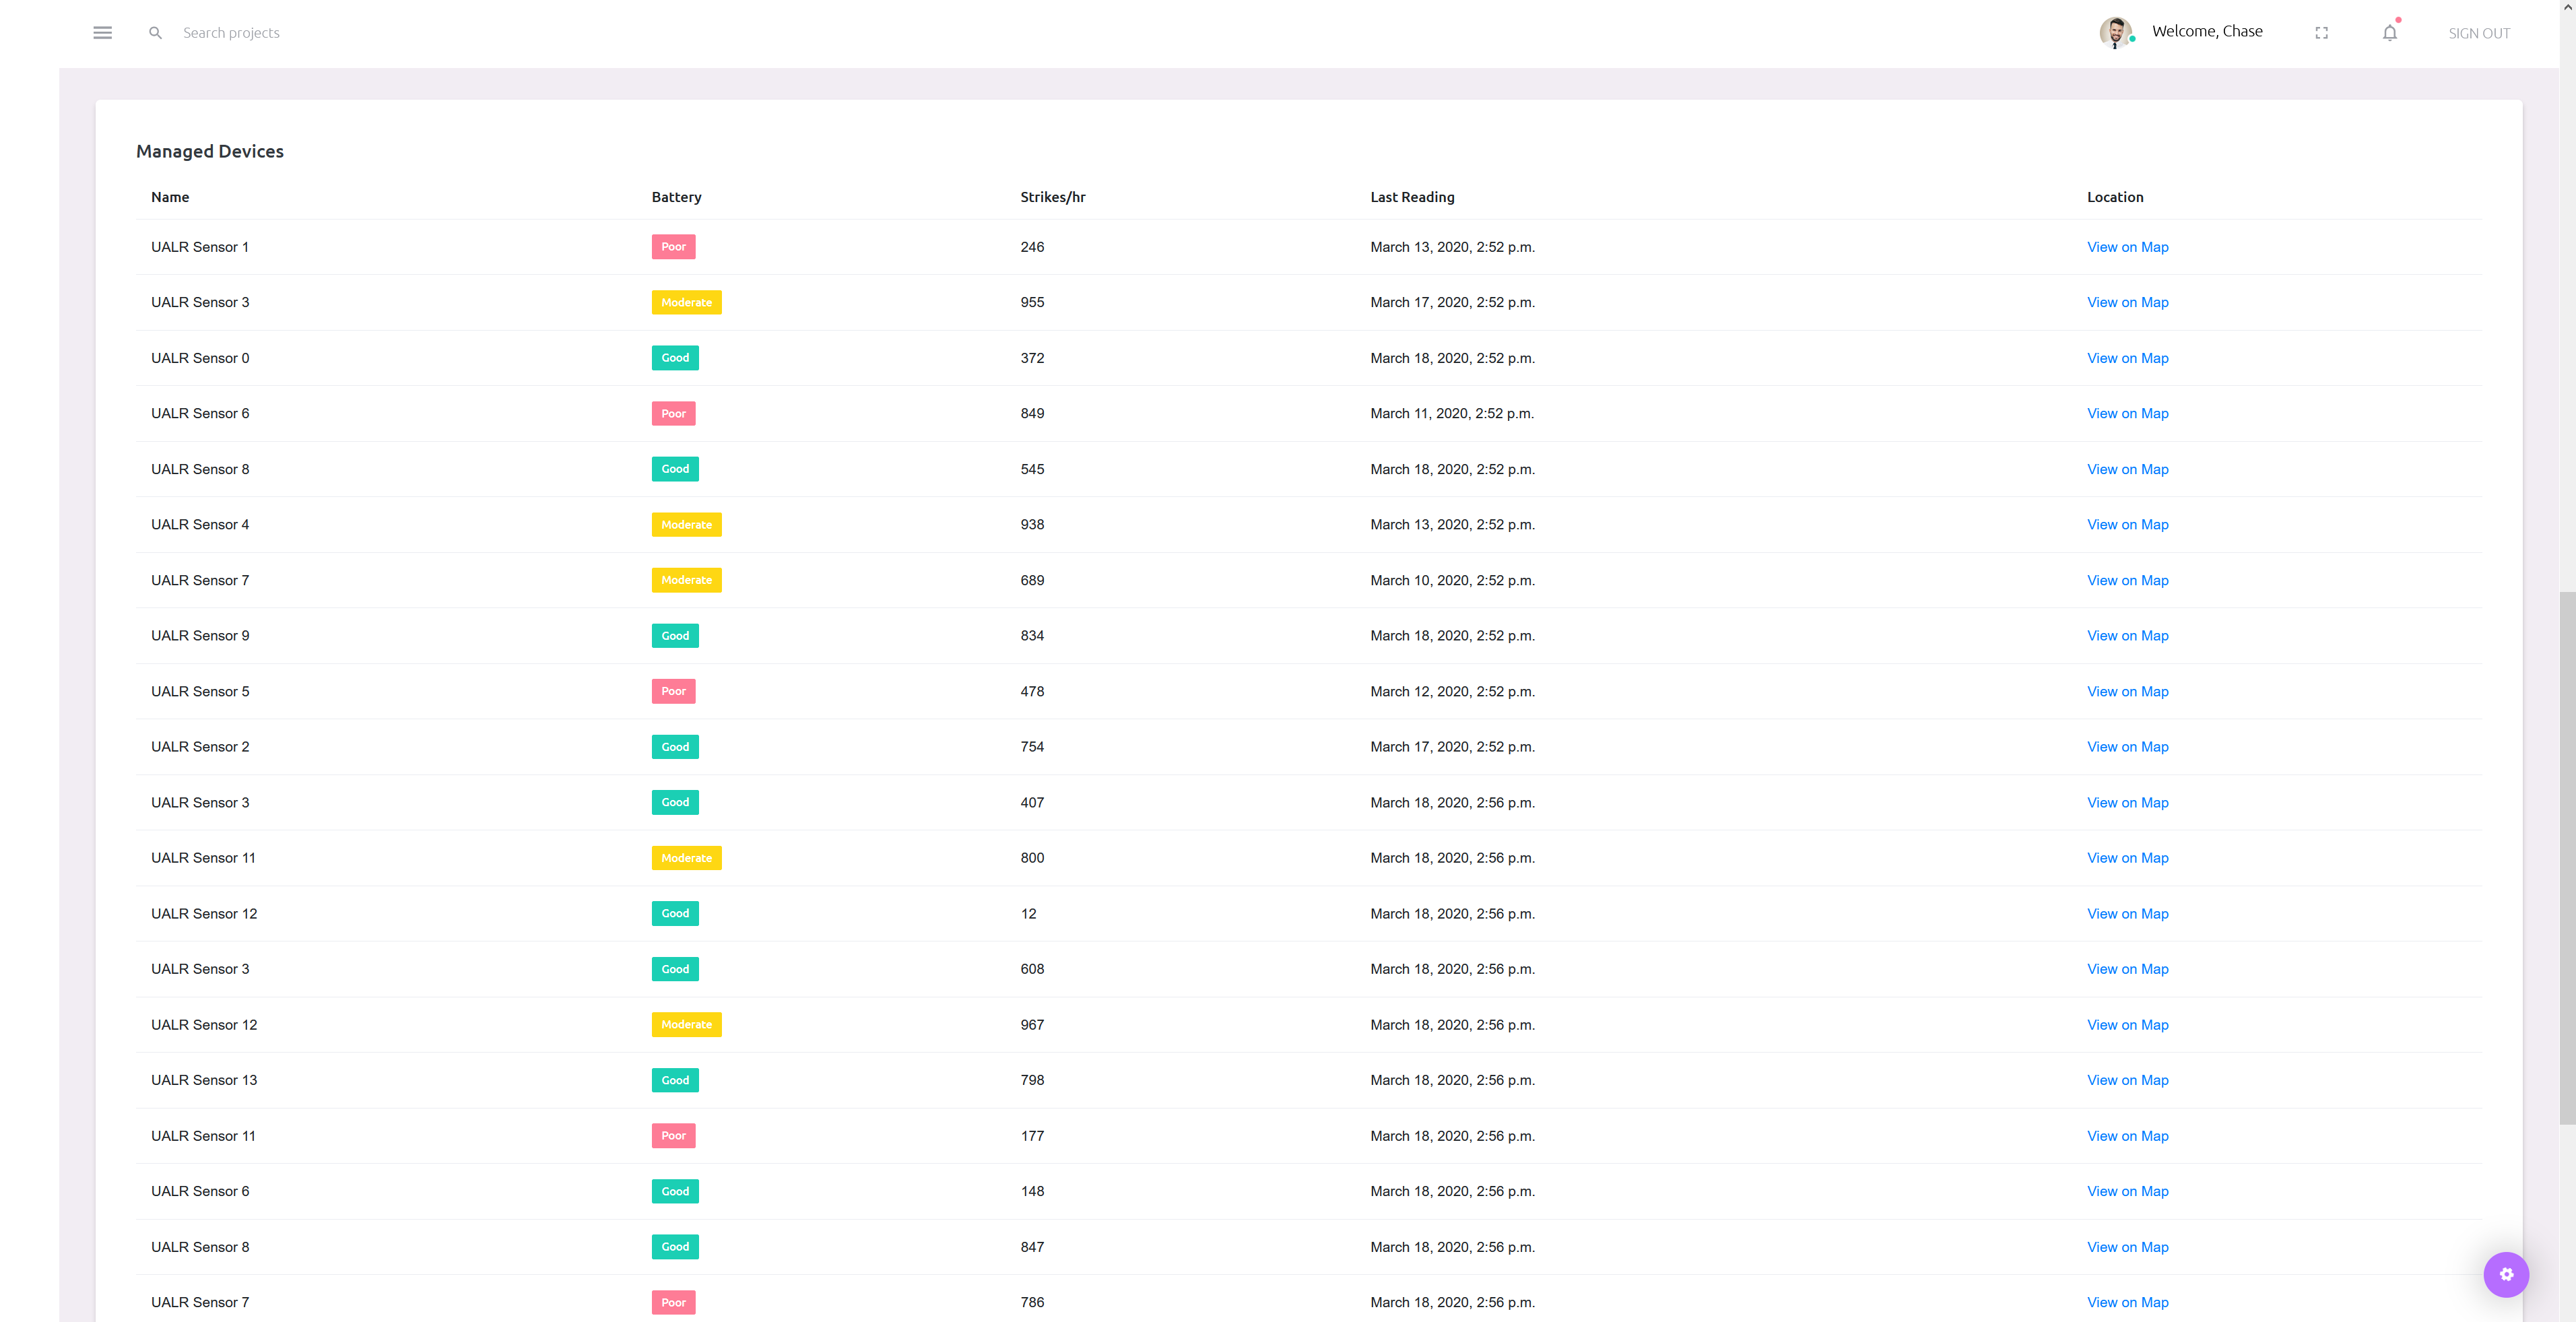 Search projects Welcome, Chase SIGN OUT
Managed Devices
Name Battery Strikes/hr Last Reading Location
UALR Sensor 1 Poor 246 March 13, 2020, 2:52 p.m. View on Map
UALR Sensor 3 Moderate 955 March 17, 2020, 2:52 p.m. View on Map
UALR Sensor 0 Good 372 March 18, 2020, 2:52 p.m. View on Map
UALR Sensor 6 Poor 849 March 11, 2020, 2:52 p.m. View on Map
UALR Sensor 8 Good 545 March 18, 2020, 2:52 p.m. View on Map
UALR Sensor 4 Moderate 938 March 13, 2020, 2:52 p.m. View on Map
UALR Sensor 7 Moderate 689 March 10, 2020, 2:52 p.m. View on Map
UALR Sensor 9 Good 834 March 18, 2020, 2:52 p.m. View on Map
UALR Sensor 5 Poor 478 March 12, 2020, 2:52 p.m. View on Map
UALR Sensor 2 Good 754 March 17, 2020, 2:52 p.m. View on Map
UALR Sensor 3 Good 407 March 18, 2020, 2:56 p.m. View on Map
UALR Sensor 11 Moderate 800 March 18, 2020, 2:56 p.m. View on Map
UALR Sensor 12 Good 12 March 18, 2020, 2:56 p.m. View on Map
UALR Sensor 3 Good 608 March 18, 2020, 2:56 p.m. View on Map
UALR Sensor 12 Moderate 967 March 18, 2020, 2:56 p.m. View on Map
UALR Sensor 13 Good 798 March 18, 2020, 2:56 p.m. View on Map
UALR Sensor 11 Poor 177 March 18, 2020, 2:56 p.m. View on Map
UALR Sensor 6 Good 148 March 18, 2020, 2:56 p.m. View on Map
UALR Sensor 8 Good 847 March 18, 2020, 2:56 p.m. View on Map
UALR Sensor 7 Poor 786 March 18, 2020, 2:56 p.m. View on Map